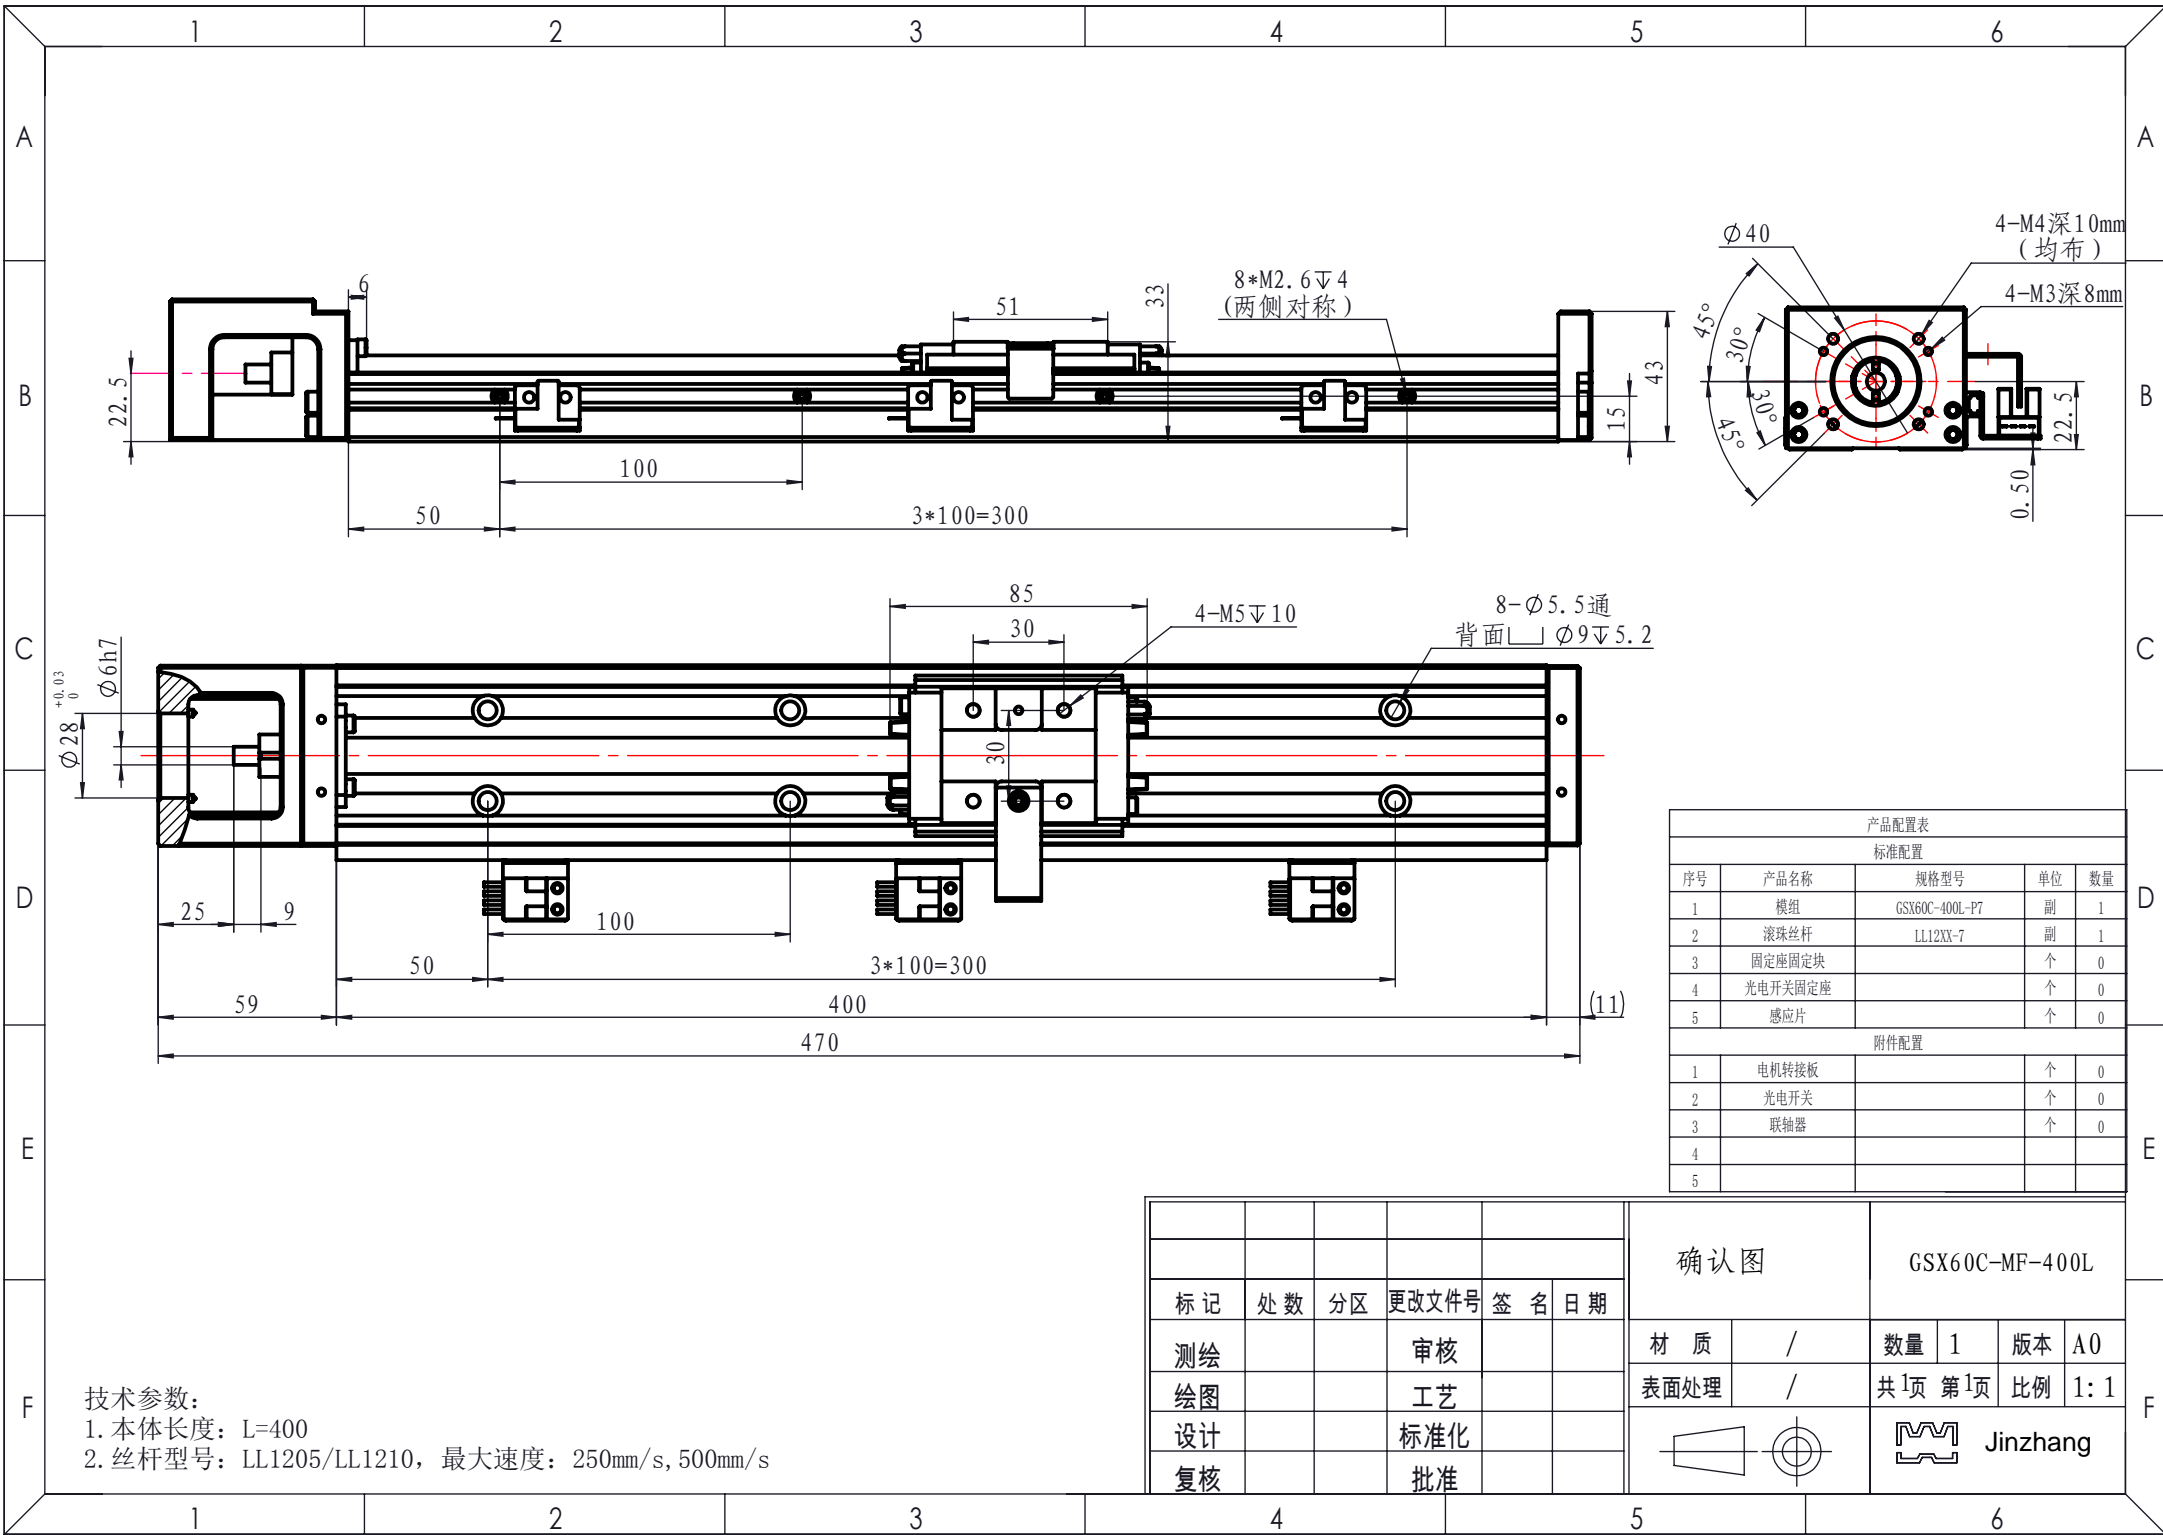 1 2 3 4 5 6
A A
B B
C C
D D
E E
F F
6
22.5
51
33
8*M2.6↧4
(两侧对称)
43
15
100
50
3*100=300
Ø40
4-M4深10mm
(均布)
4-M3深8mm
45°
30°
30°
45°
22.5
0.50
85
30
4-M5↧10
8-Ø5.5通
背面⌴Ø9↧5.2
Ø6h7
Ø28 +0.03 0
30
25
9
100
50
3*100=300
59
400
(11)
470
产品配置表
标准配置
序号 产品名称 规格型号 单位 数量
1 模组 GSX60C-400L-P7 副 1
2 滚珠丝杆 LL12XX-7 副 1
3 固定座固定块 个 0
4 光电开关固定座 个 0
5 感应片 个 0
附件配置
1 电机转接板 个 0
2 光电开关 个 0
3 联轴器 个 0
4
5
确认图
GSX60C-MF-400L
标记 处数 分区 更改文件号 签名 日期
测绘 审核
绘图 工艺
设计 标准化
复核 批准
材质 / 数量 1 版本 A0
表面处理 / 共1页 第1页 比例 1:1
Jinzhang
技术参数：
1.本体长度：L=400
2.丝杆型号：LL1205/LL1210，最大速度：250mm/s,500mm/s
1 2 3 4 5 6